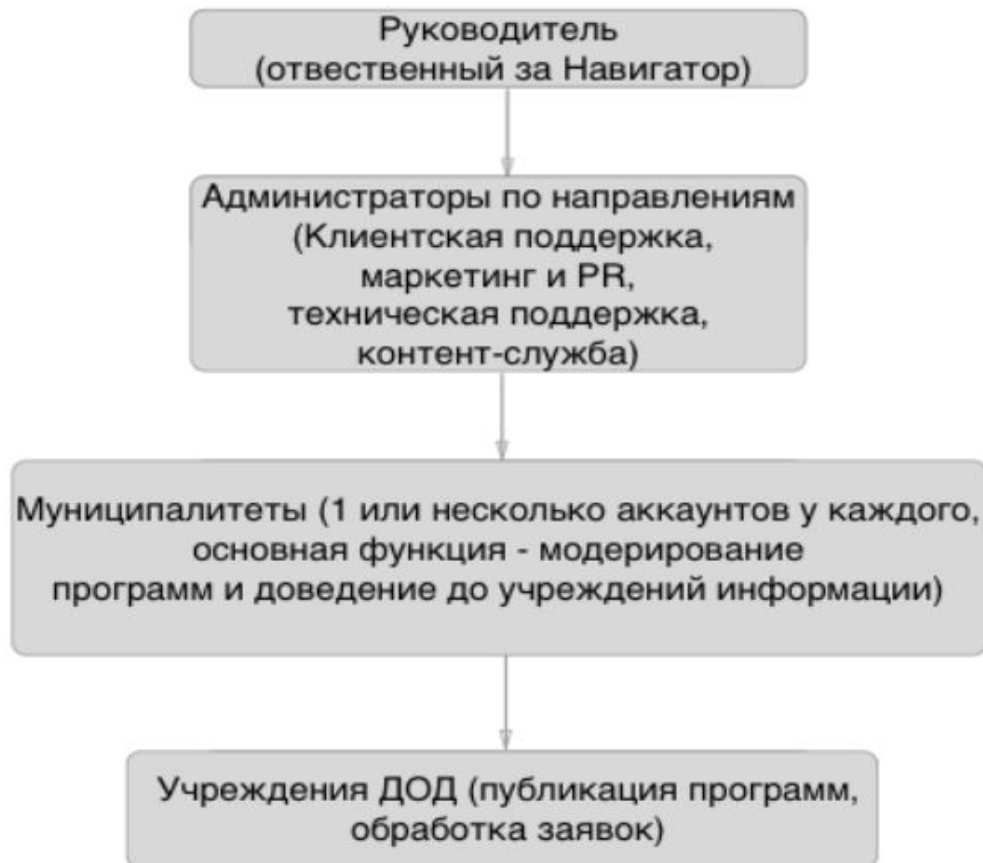 Руководитель
(отвественный за Навигатор)
Администраторы по направлениям
(Клиентская поддержка,
маркетинг и PR,
техническая поддержка,
контент-служба)
Муниципалитеты (1 или несколько аккаунтов у каждого,
основная функция - модерирование
программ и доведение до учреждений информации)
Учреждения ДОД (публикация программ,
обработка заявок)